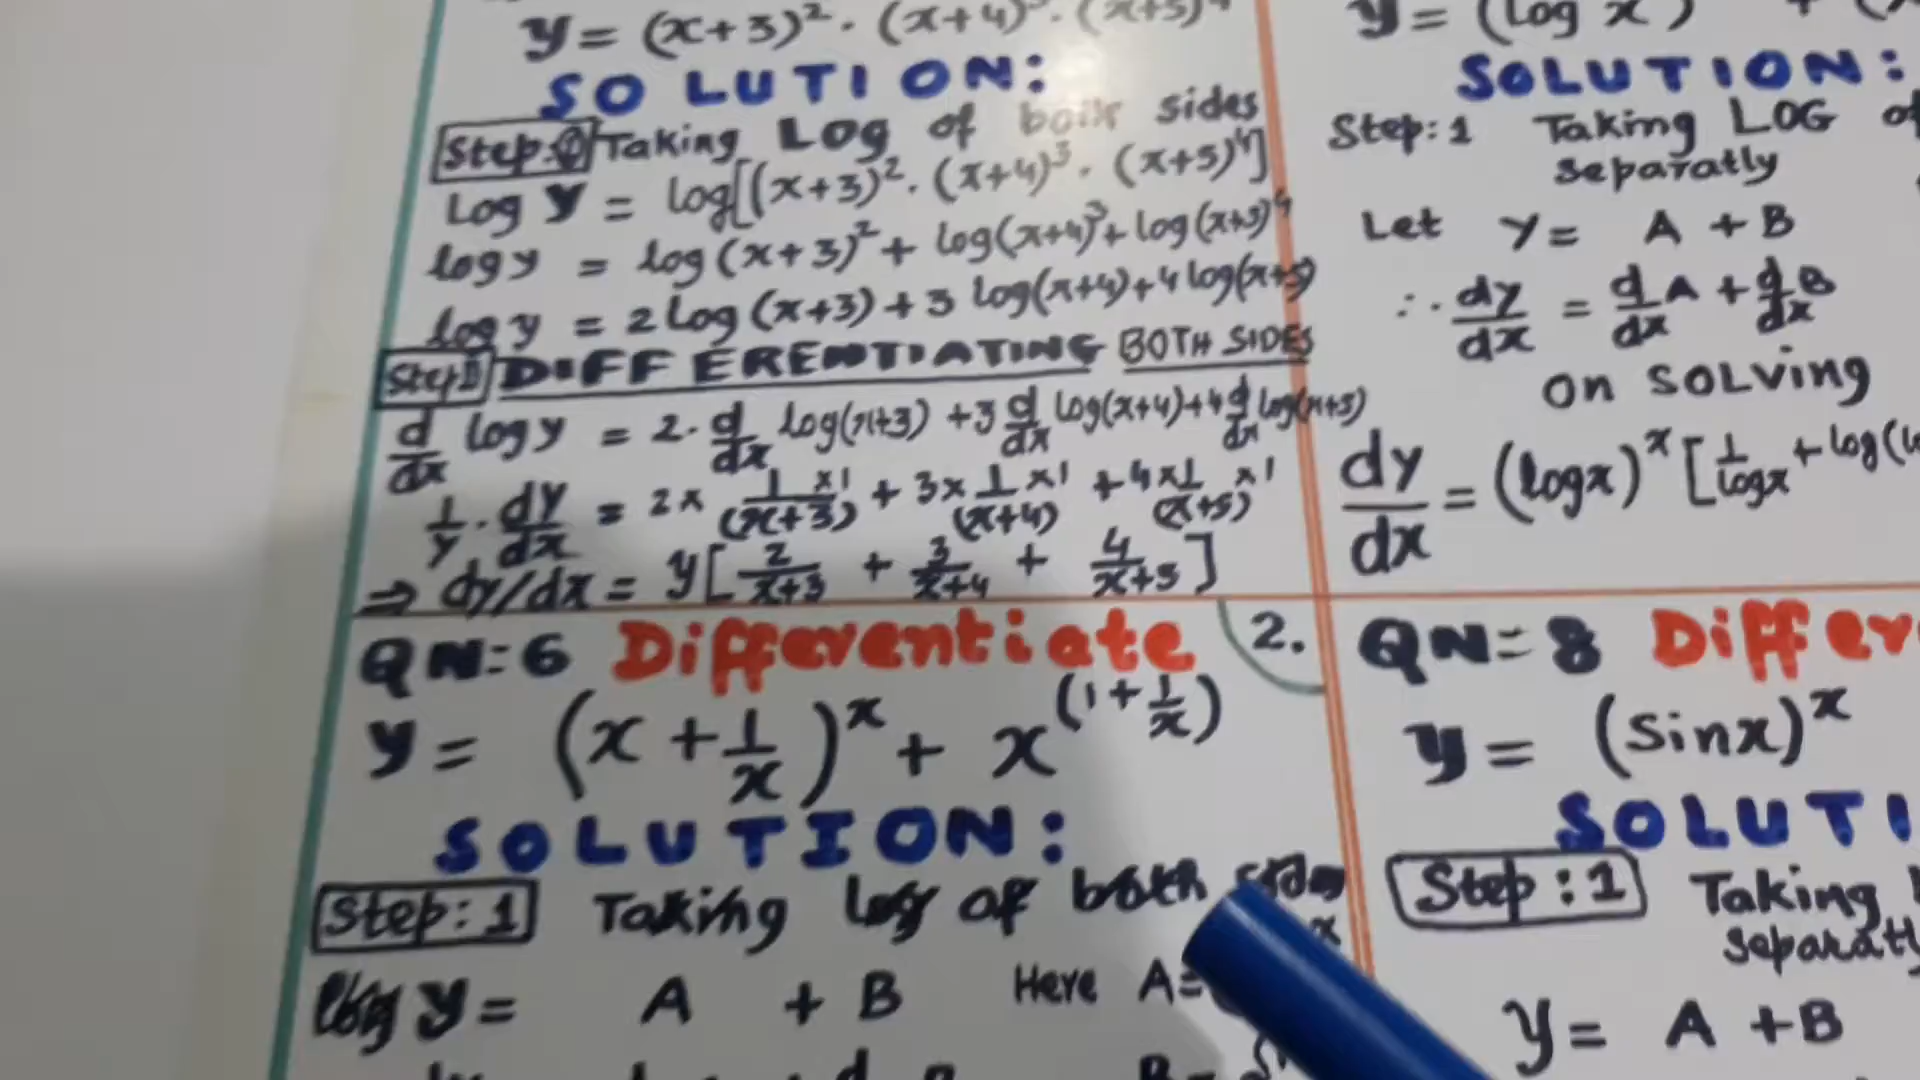 y = (x+3)² . (x+4)³ . (x+5)⁴
SOLUTION:
Step: Taking Log of both sides
Log y = log[(x+3)² . (x+4)³ . (x+5)⁴]
log y = log(x+3)² + log(x+4)³ + log(x+5)⁴
log y = 2 log(x+3) + 3 log(x+4) + 4 log(x+5)
Step II DIFFERENTIATING BOTH SIDES
d/dx log y = 2. d/dx log(x+3) + 3 d/dx log(x+4) + 4 d/dx log(x+5)
1/y . dy/dx = 2 × 1/(x+3) ×1 + 3 × 1/(x+4) ×1 + 4 × 1/(x+5) ×1
⇒ dy/dx = y[2/x+3 + 3/x+4 + 4/x+5]
QN=6 Differentiate
y = (x + 1/x)^x + x^(1+1/x)
SOLUTION:
Step: 1 Taking log of both sides
log y = A + B Here A=
B=
y = (log x) +
SOLUTION:
Step: 1 Taking LOG
separatly
Let y = A + B
∴ dy/dx = d/dx A + d/dx B
on SOLving
dy/dx = (logx)^x [1/logx + log(
2. QN=8 Differ
y = (sinx)^x
SOLUTI
Step: 1 Taking
separatly
y = A + B